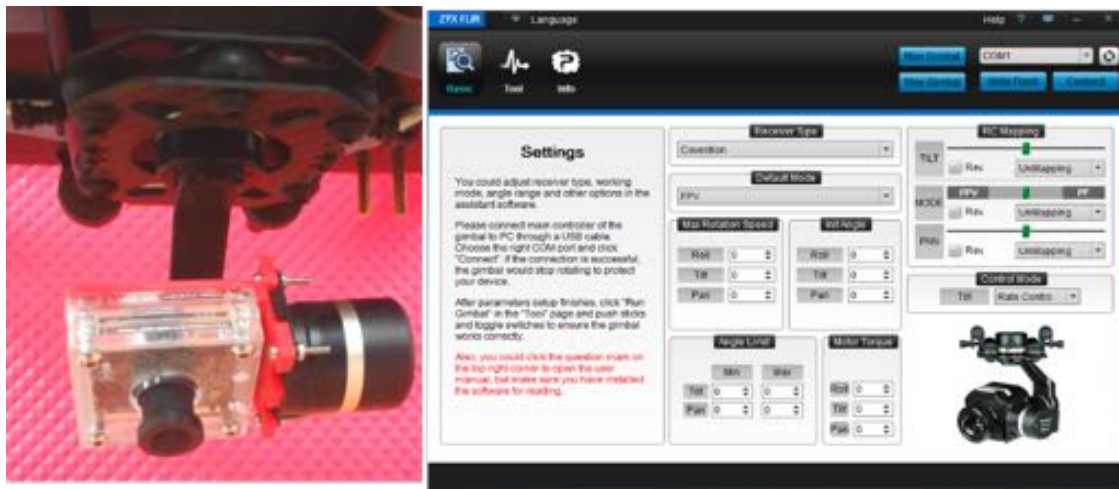 ZYX FLIR Language Help
Basic Tool Info
Run Gimbal COM1
Stop Gimbal Write Flash Connect
Settings
You could adjust receiver type, working
mode, angle range and other options in the
assistant software.
Please connect main controller of the
gimbal to PC through a USB cable.
Choose the right COM port and click
"Connect". If the connection is successful,
the gimbal would stop rotating to protect
your device.
After parameters setup finishes, click "Run
Gimbal" in the "Tool" page and push sticks
and toggle switches to ensure the gimbal
works correctly.
Also, you could click the question mark on
the top right corner to open the user
manual, but make sure you have installed
the software for reading.
Receiver Type
Covention
Default Mode
FPV
Max Rotation Speed
Roll 0
Tilt 0
Pan 0
Init Angle
Roll 0
Tilt 0
Pan 0
Angle Limit
Min Max
Tilt 0 0
Pan 0 0
Motor Torque
Roll 0
Tilt 0
Pan 0
RC Mapping
TILT
Rev. UnMapping
MODE FPV PF
Rev. UnMapping
PAN
Rev. UnMapping
Control Mode
Tilt Rate Contro